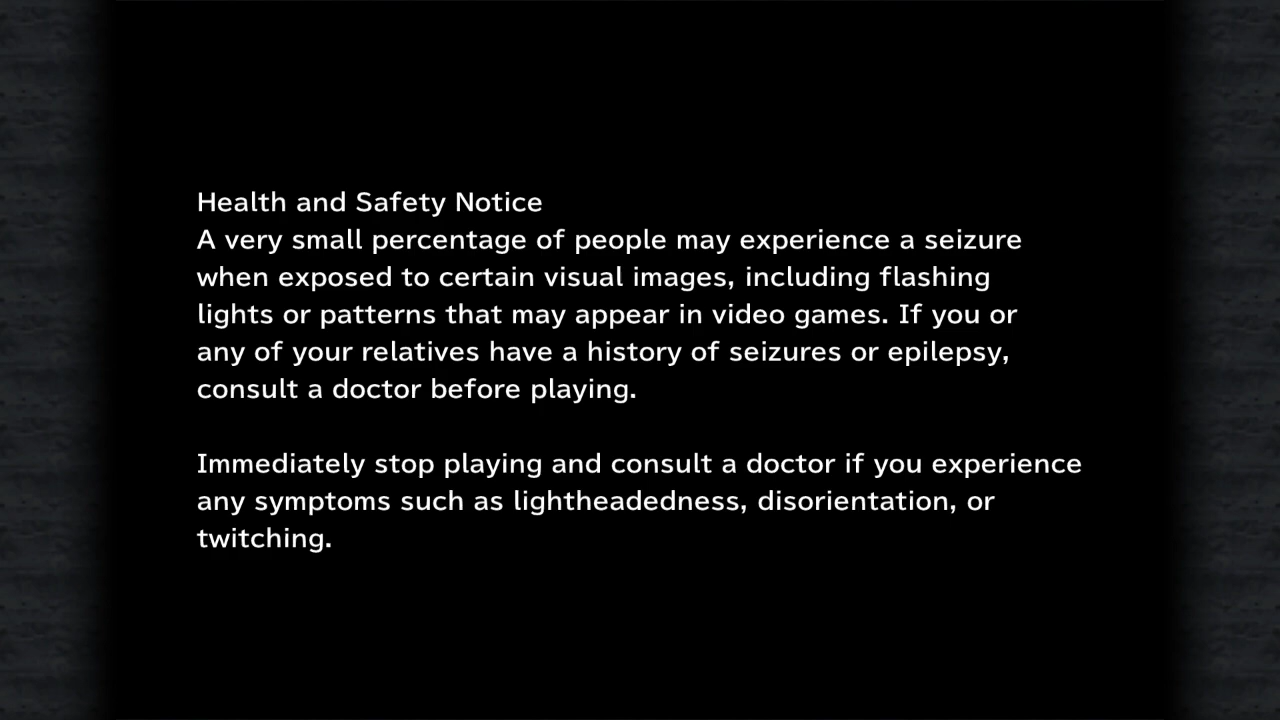 Health and Safety Notice
A very small percentage of people may experience a seizure
when exposed to certain visual images, including flashing
lights or patterns that may appear in video games. If you or
any of your relatives have a history of seizures or epilepsy,
consult a doctor before playing.
Immediately stop playing and consult a doctor if you experience
any symptoms such as lightheadedness, disorientation, or
twitching.